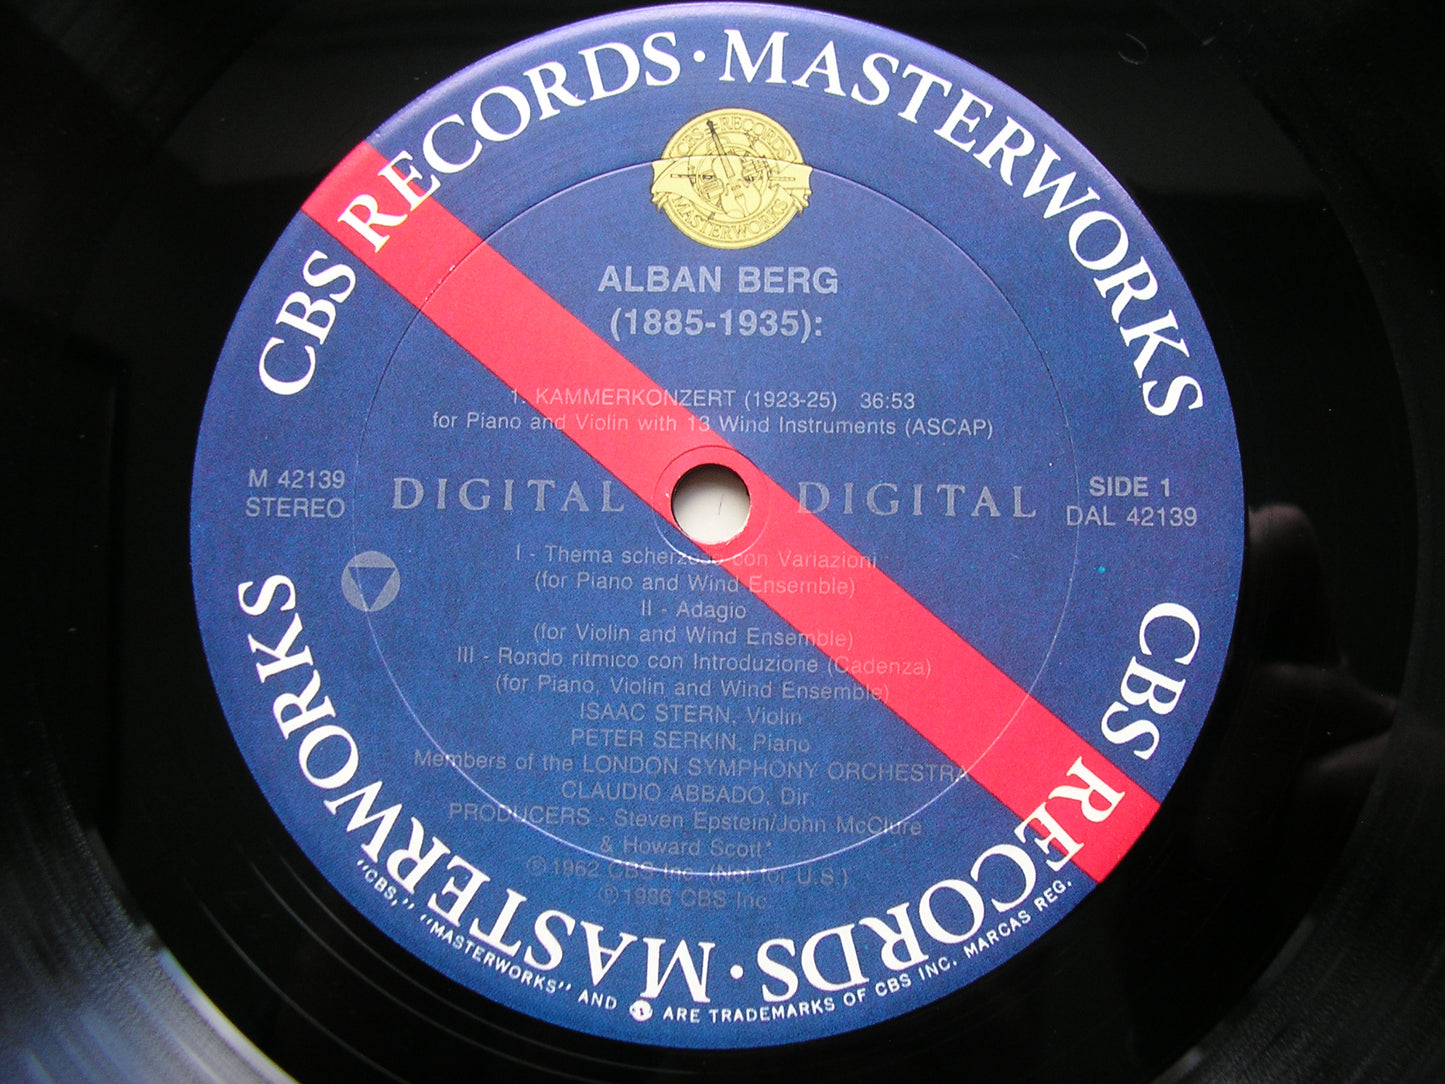 CBS RECORDS · MASTERWORKS
CBS RECORDS
MASTERWORKS
ALBAN BERG
(1885-1935):
1. KAMMERKONZERT (1923-25) 36:53
for Piano and Violin with 13 Wind Instruments (ASCAP)
M 42139
STEREO
DIGITAL DIGITAL
SIDE 1
DAL 42139
I - Thema scherzoso con Variazioni
(for Piano and Wind Ensemble)
II - Adagio
(for Violin and Wind Ensemble)
III - Rondo ritmico con Introduzione (Cadenza)
(for Piano, Violin and Wind Ensemble)
ISAAC STERN, Violin
PETER SERKIN, Piano
Members of the LONDON SYMPHONY ORCHESTRA
CLAUDIO ABBADO, Dir.
PRODUCERS - Steven Epstein/John McClure
& Howard Scott*
℗ 1962 CBS Inc. (Not for U.S.)
℗ 1986 CBS Inc.
CBS RECORDS · MASTERWORKS
"CBS," "MASTERWORKS" AND ARE TRADEMARKS OF CBS INC. MARCAS REG.